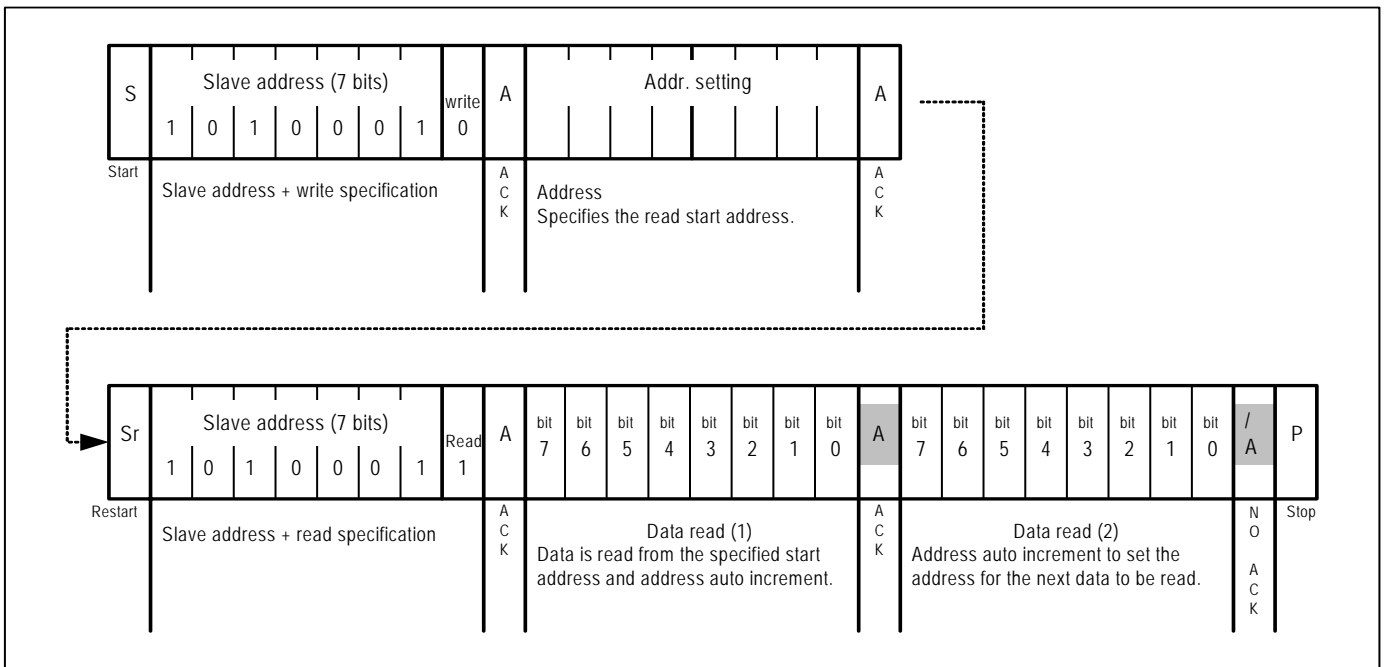 S Slave address (7 bits) write A Addr. setting A
1 0 1 0 0 0 1 0
Start
Slave address + write specification
A C K
Address
Specifies the read start address.
A C K
Sr Slave address (7 bits) Read A bit 7 bit 6 bit 5 bit 4 bit 3 bit 2 bit 1 bit 0 A bit 7 bit 6 bit 5 bit 4 bit 3 bit 2 bit 1 bit 0 / A P
1 0 1 0 0 0 1 1
Restart
Slave address + read specification
A C K
Data read (1)
Data is read from the specified start
address and address auto increment.
A C K
Data read (2)
Address auto increment to set the
address for the next data to be read.
N O A C K
Stop